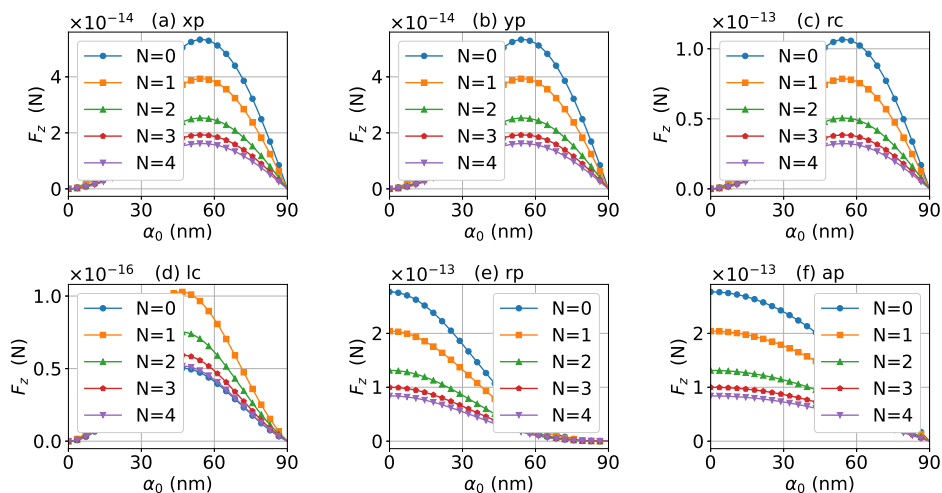 ×10⁻¹⁴ (a) xp
F_z (N)
4
2
0
N=0
N=1
N=2
N=3
N=4
0 30 60 90
α₀ (nm)
×10⁻¹⁴ (b) yp
F_z (N)
4
2
0
N=0
N=1
N=2
N=3
N=4
0 30 60 90
α₀ (nm)
×10⁻¹³ (c) rc
F_z (N)
1.0
0.5
0.0
N=0
N=1
N=2
N=3
N=4
0 30 60 90
α₀ (nm)
×10⁻¹⁶ (d) lc
F_z (N)
1.0
0.5
0.0
N=0
N=1
N=2
N=3
N=4
0 30 60 90
α₀ (nm)
×10⁻¹³ (e) rp
F_z (N)
2
1
0
N=0
N=1
N=2
N=3
N=4
0 30 60 90
α₀ (nm)
×10⁻¹³ (f) ap
F_z (N)
2
1
0
N=0
N=1
N=2
N=3
N=4
0 30 60 90
α₀ (nm)